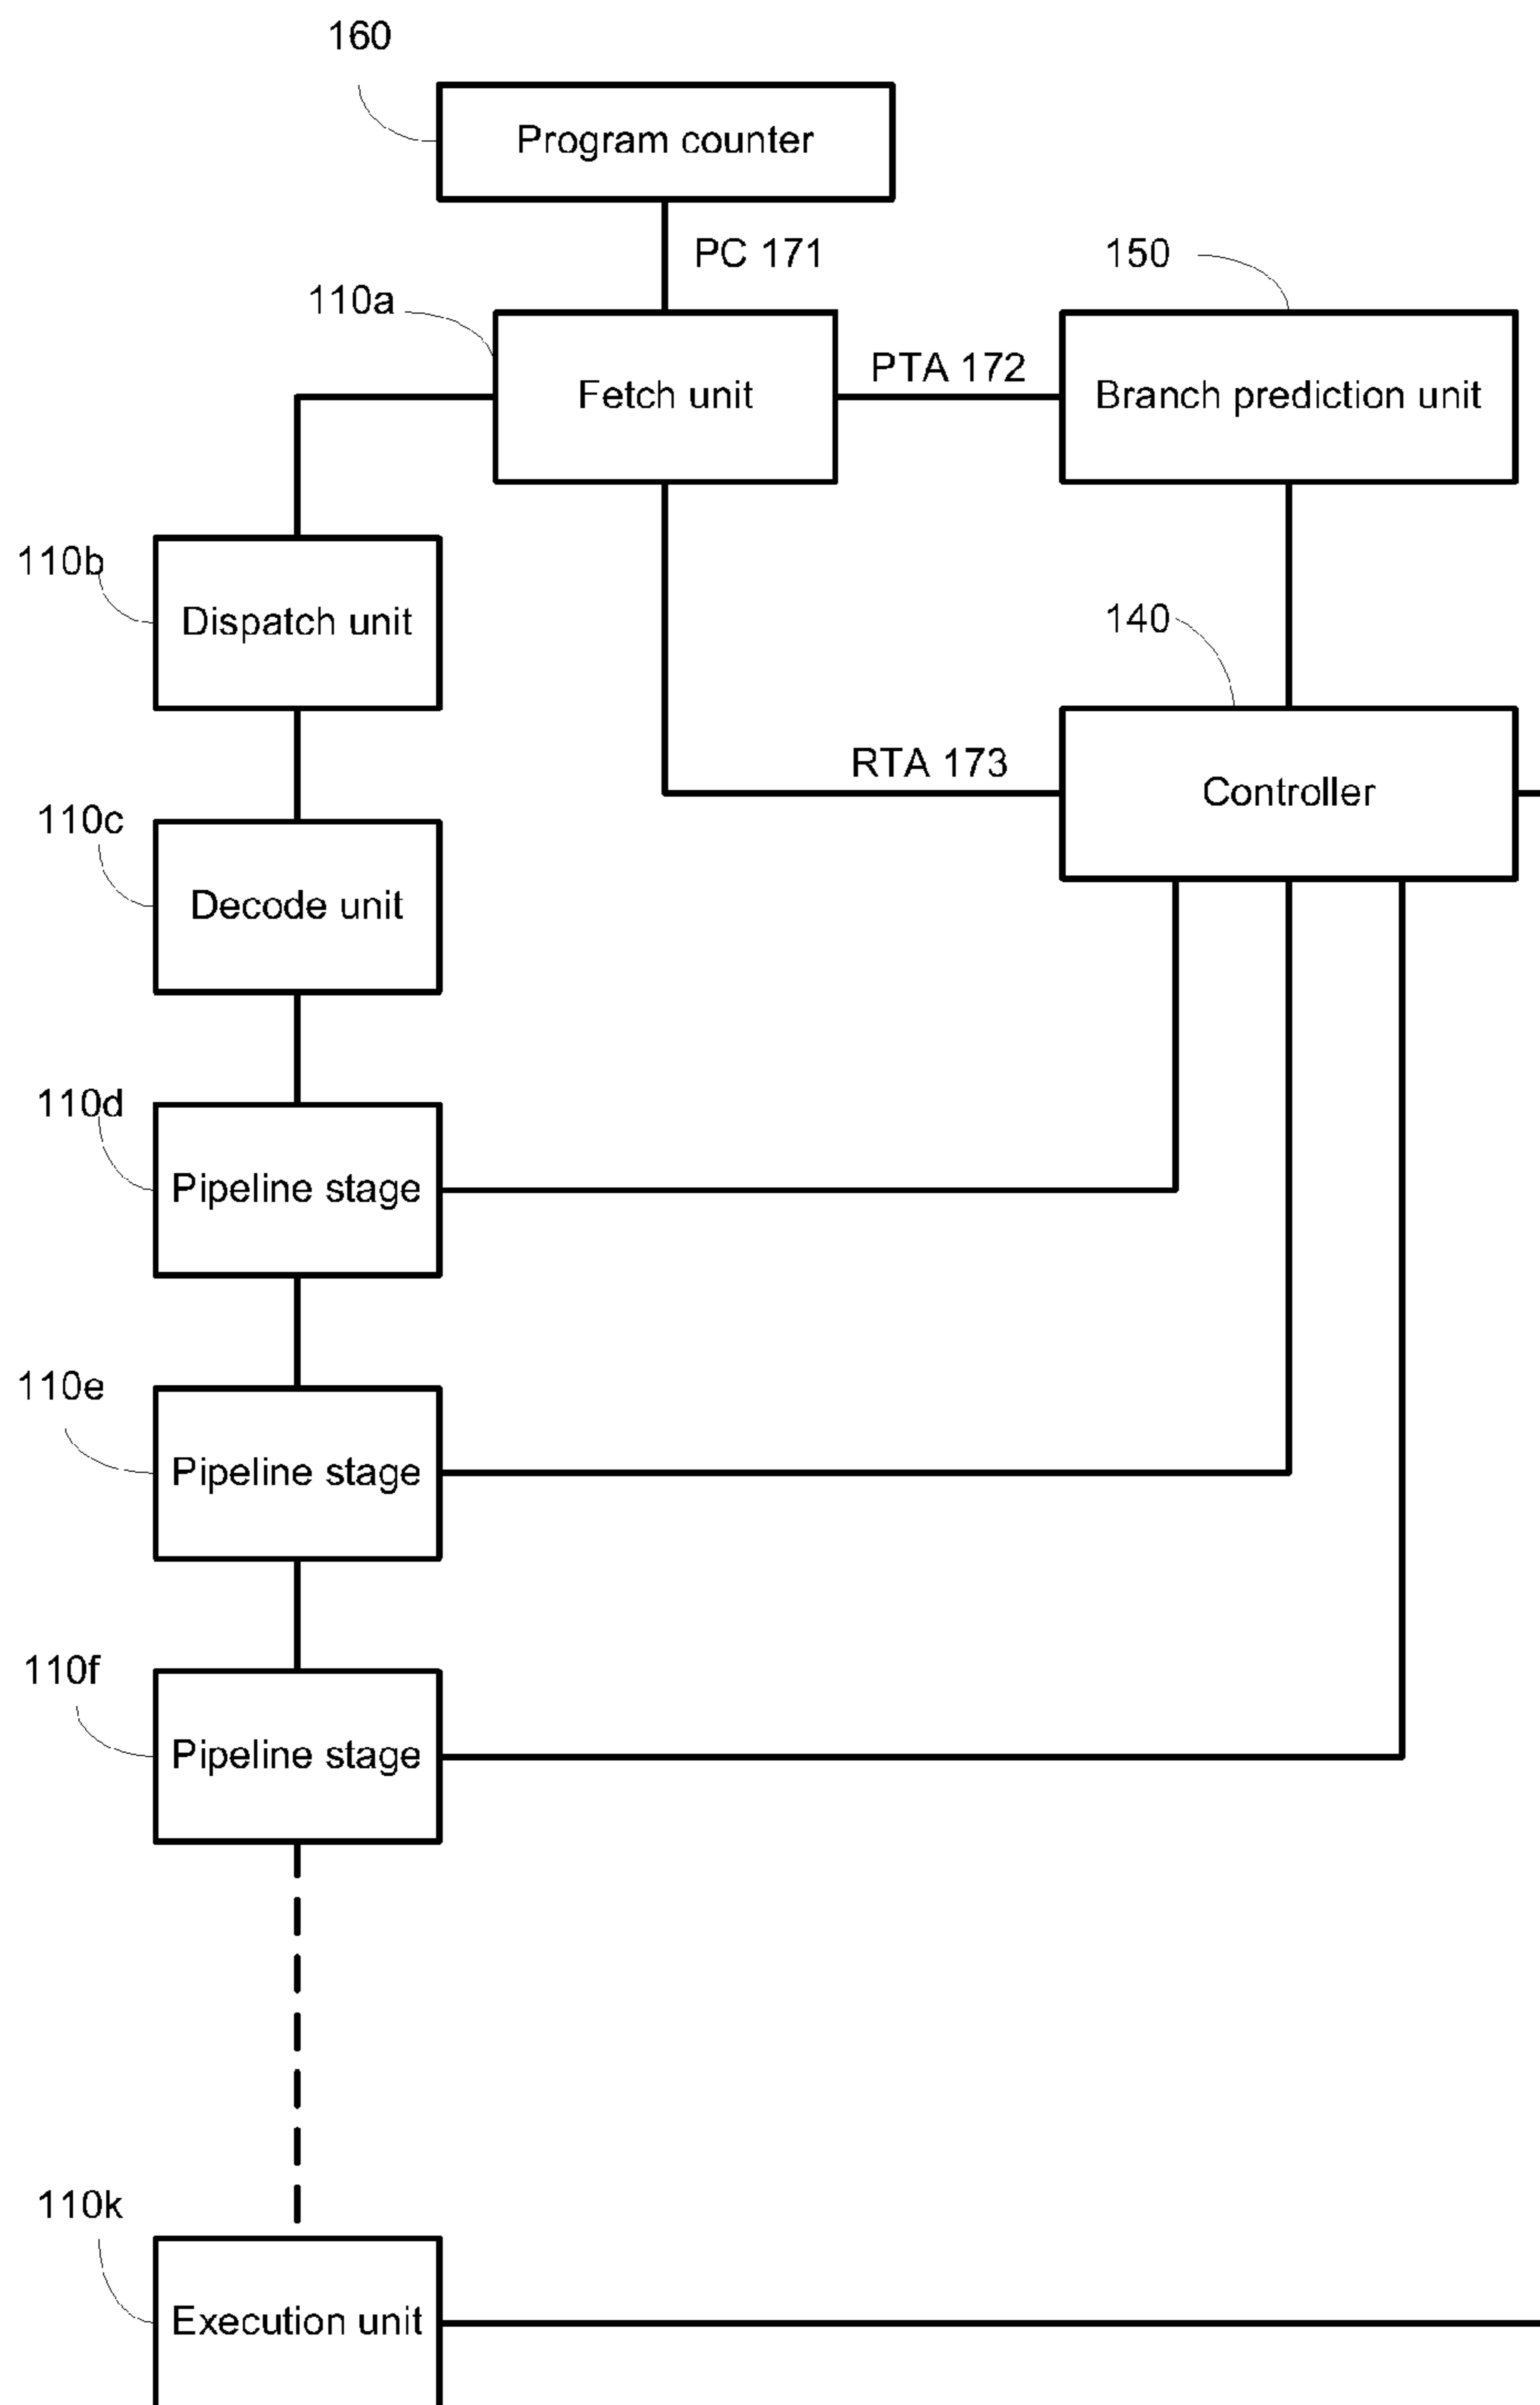 160
Program counter
PC 171
150
110a
PTA 172
Fetch unit
Branch prediction unit
110b
Dispatch unit
140
RTA 173
Controller
110c
Decode unit
110d
Pipeline stage
110e
Pipeline stage
110f
Pipeline stage
110k
Execution unit